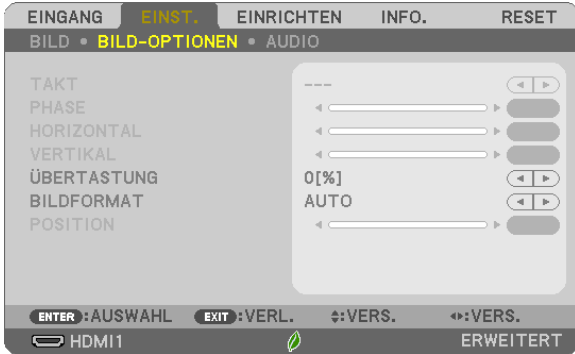 EINGANG EINST. EINRICHTEN INFO. RESET
BILD • BILD-OPTIONEN • AUDIO
TAKT ---
PHASE
HORIZONTAL
VERTIKAL
ÜBERTASTUNG 0[%]
BILDFORMAT AUTO
POSITION
ENTER :AUSWAHL EXIT :VERL. :VERS. :VERS.
HDMI1 ERWEITERT